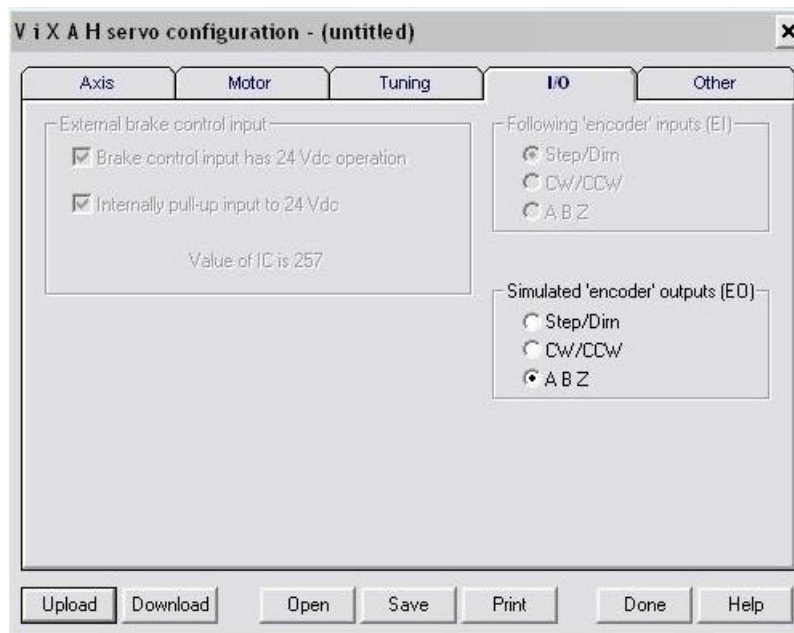 V i X A H servo configuration - (untitled)
Axis Motor Tuning I/O Other
External brake control input
Brake control input has 24 Vdc operation
Internally pull-up input to 24 Vdc
Value of IC is 257
Following 'encoder' inputs (EI)
Step/Dirn
CW/CCW
A B Z
Simulated 'encoder' outputs (EO)
Step/Dirn
CW/CCW
A B Z
Upload Download Open Save Print Done Help